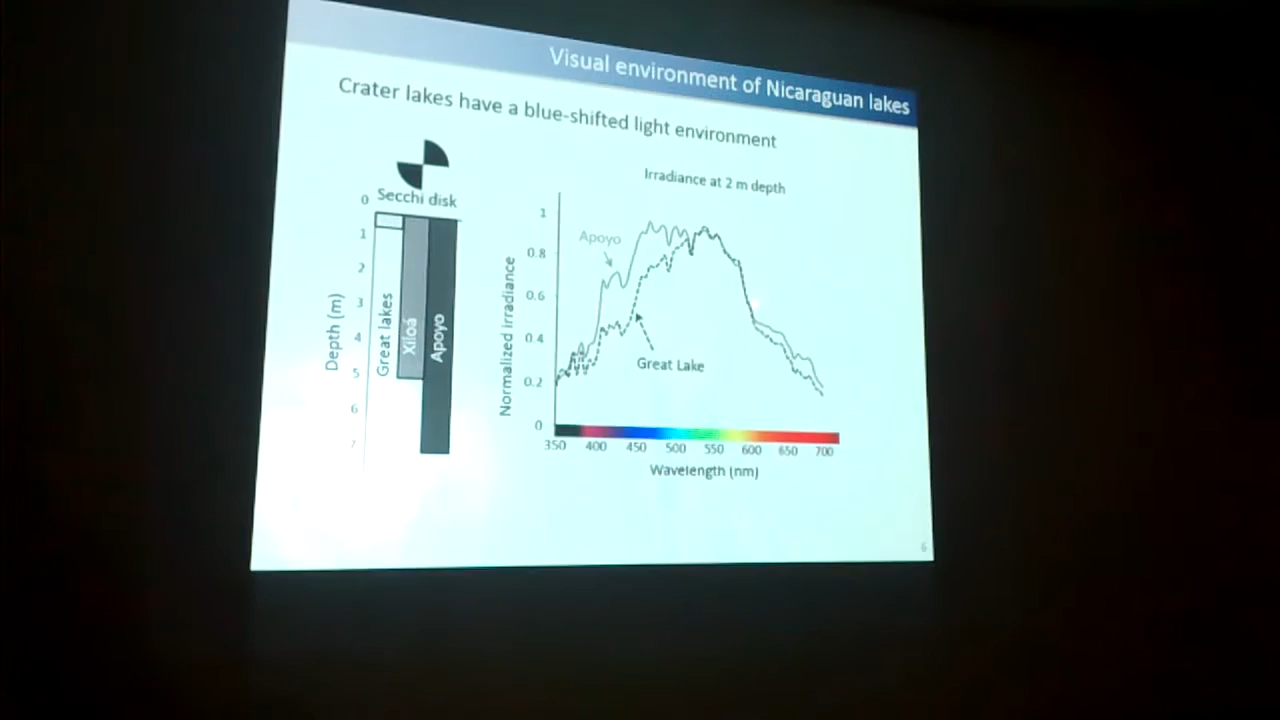 Visual environment of Nicaraguan lakes
Crater lakes have a blue-shifted light environment
Secchi disk
0
1
2
3
4
5
6
7
Depth (m)
Great lakes
Xiloá
Apoyo
Irradiance at 2 m depth
1
0.8
0.6
0.4
0.2
0
Normalized irradiance
Apoyo
Great Lake
350 400 450 500 550 600 650 700
Wavelength (nm)
6